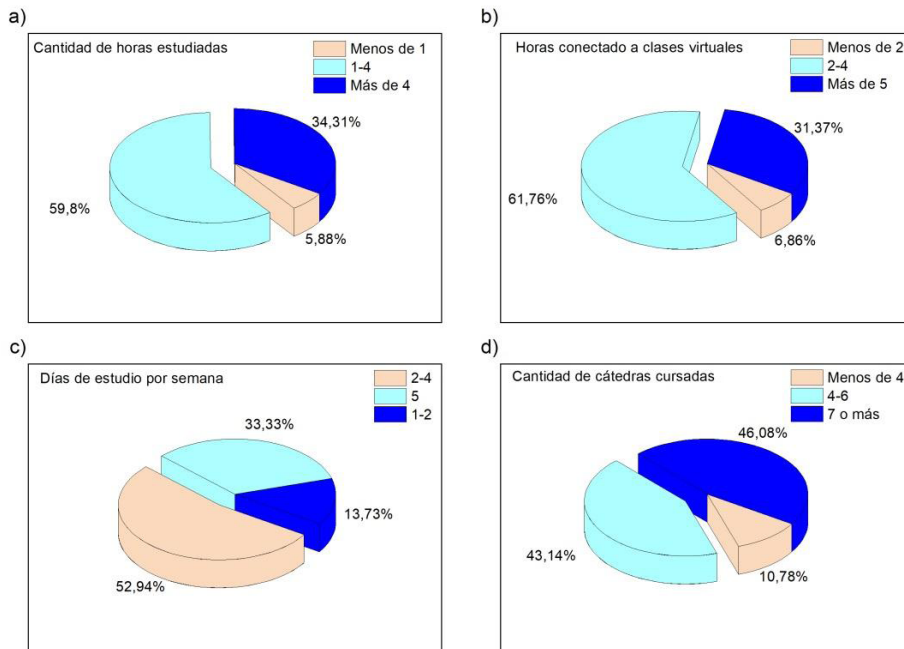 a)
Cantidad de horas estudiadas
Menos de 1
1-4
Más de 4
34,31%
59,8%
5,88%
b)
Horas conectado a clases virtuales
Menos de 2
2-4
Más de 5
31,37%
61,76%
6,86%
c)
Días de estudio por semana
2-4
5
1-2
33,33%
13,73%
52,94%
d)
Cantidad de cátedras cursadas
Menos de 4
4-6
7 o más
46,08%
43,14%
10,78%